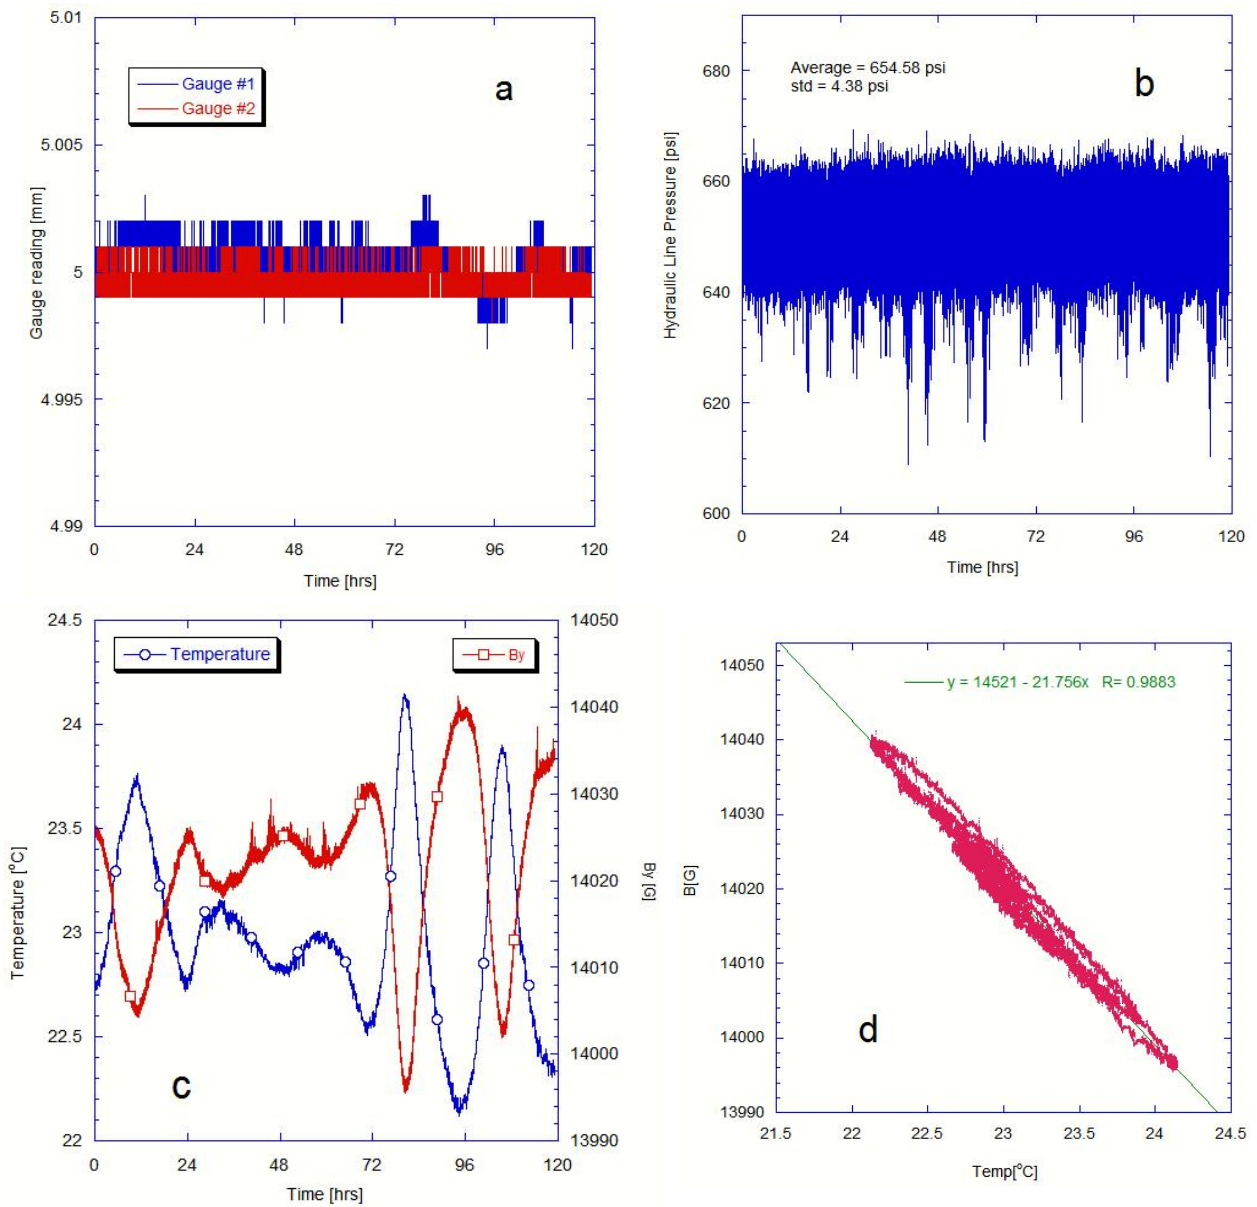 5.01
5.005
5
4.995
4.99
Gauge reading [mm]
Gauge #1
Gauge #2
a
0 24 48 72 96 120
Time [hrs]
680
660
640
620
600
Hydraulic Line Pressure [psi]
Average = 654.58 psi
std = 4.38 psi
b
0 24 48 72 96 120
Time [hrs]
24.5
24
23.5
23
22.5
22
Temperature [°C]
Temperature
By
c
14050
14040
14030
14020
14010
14000
13990
By [G]
0 24 48 72 96 120
Time [hrs]
14050
14040
14030
14020
14010
14000
13990
B[G]
y = 14521 - 21.756x R= 0.9883
d
21.5 22 22.5 23 23.5 24 24.5
Temp[°C]